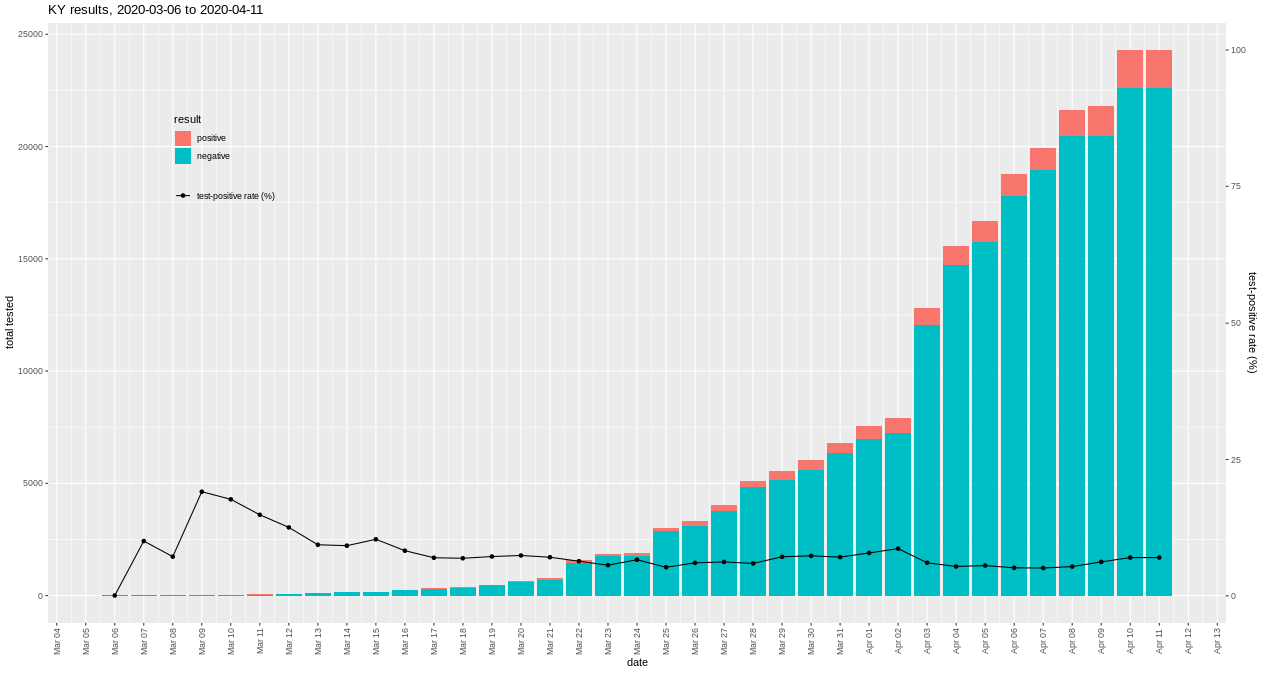 KY results, 2020-03-06 to 2020-04-11
25000
20000
15000
10000
5000
0
total tested
result
positive
negative
test-positive rate (%)
100
75
50
25
0
test-positive rate (%)
Mar 04
Mar 05
Mar 06
Mar 07
Mar 08
Mar 09
Mar 10
Mar 11
Mar 12
Mar 13
Mar 14
Mar 15
Mar 16
Mar 17
Mar 18
Mar 19
Mar 20
Mar 21
Mar 22
Mar 23
Mar 24
Mar 25
Mar 26
Mar 27
Mar 28
Mar 29
Mar 30
Mar 31
Apr 01
Apr 02
Apr 03
Apr 04
Apr 05
Apr 06
Apr 07
Apr 08
Apr 09
Apr 10
Apr 11
Apr 12
Apr 13
date